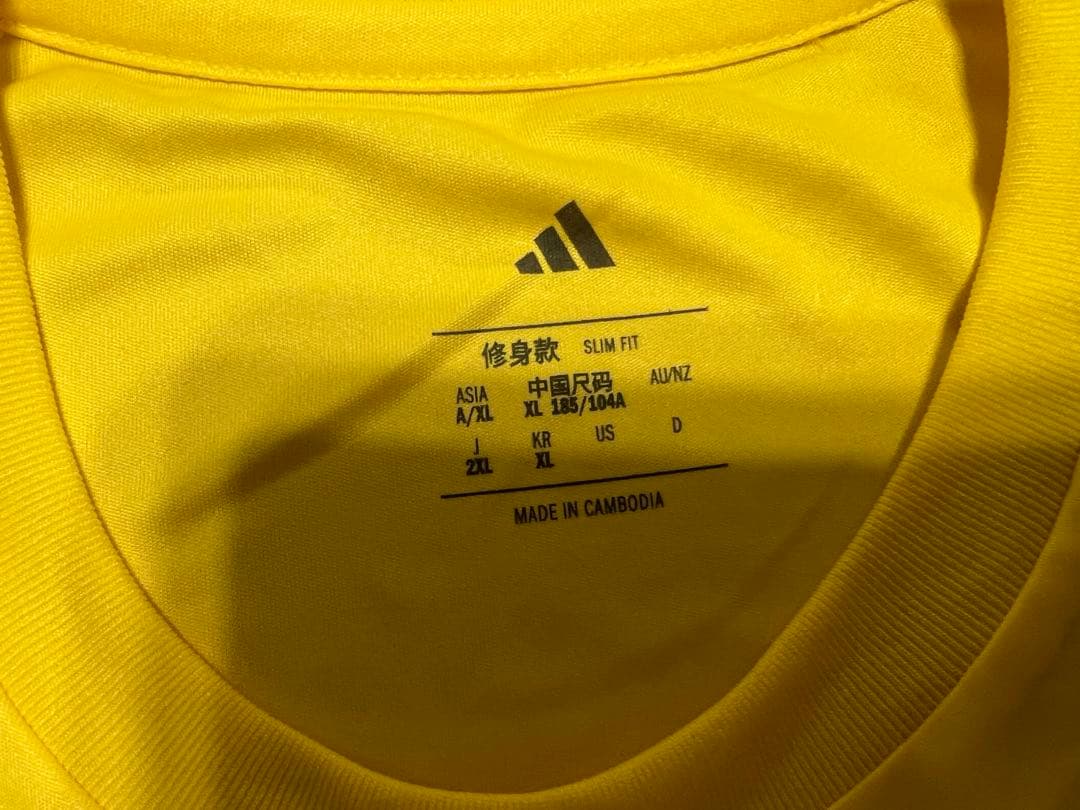 修身款 SLIM FIT
ASIA 中国尺码 AU/NZ
A/XL XL 185/104A
J KR US D
2XL XL
MADE IN CAMBODIA